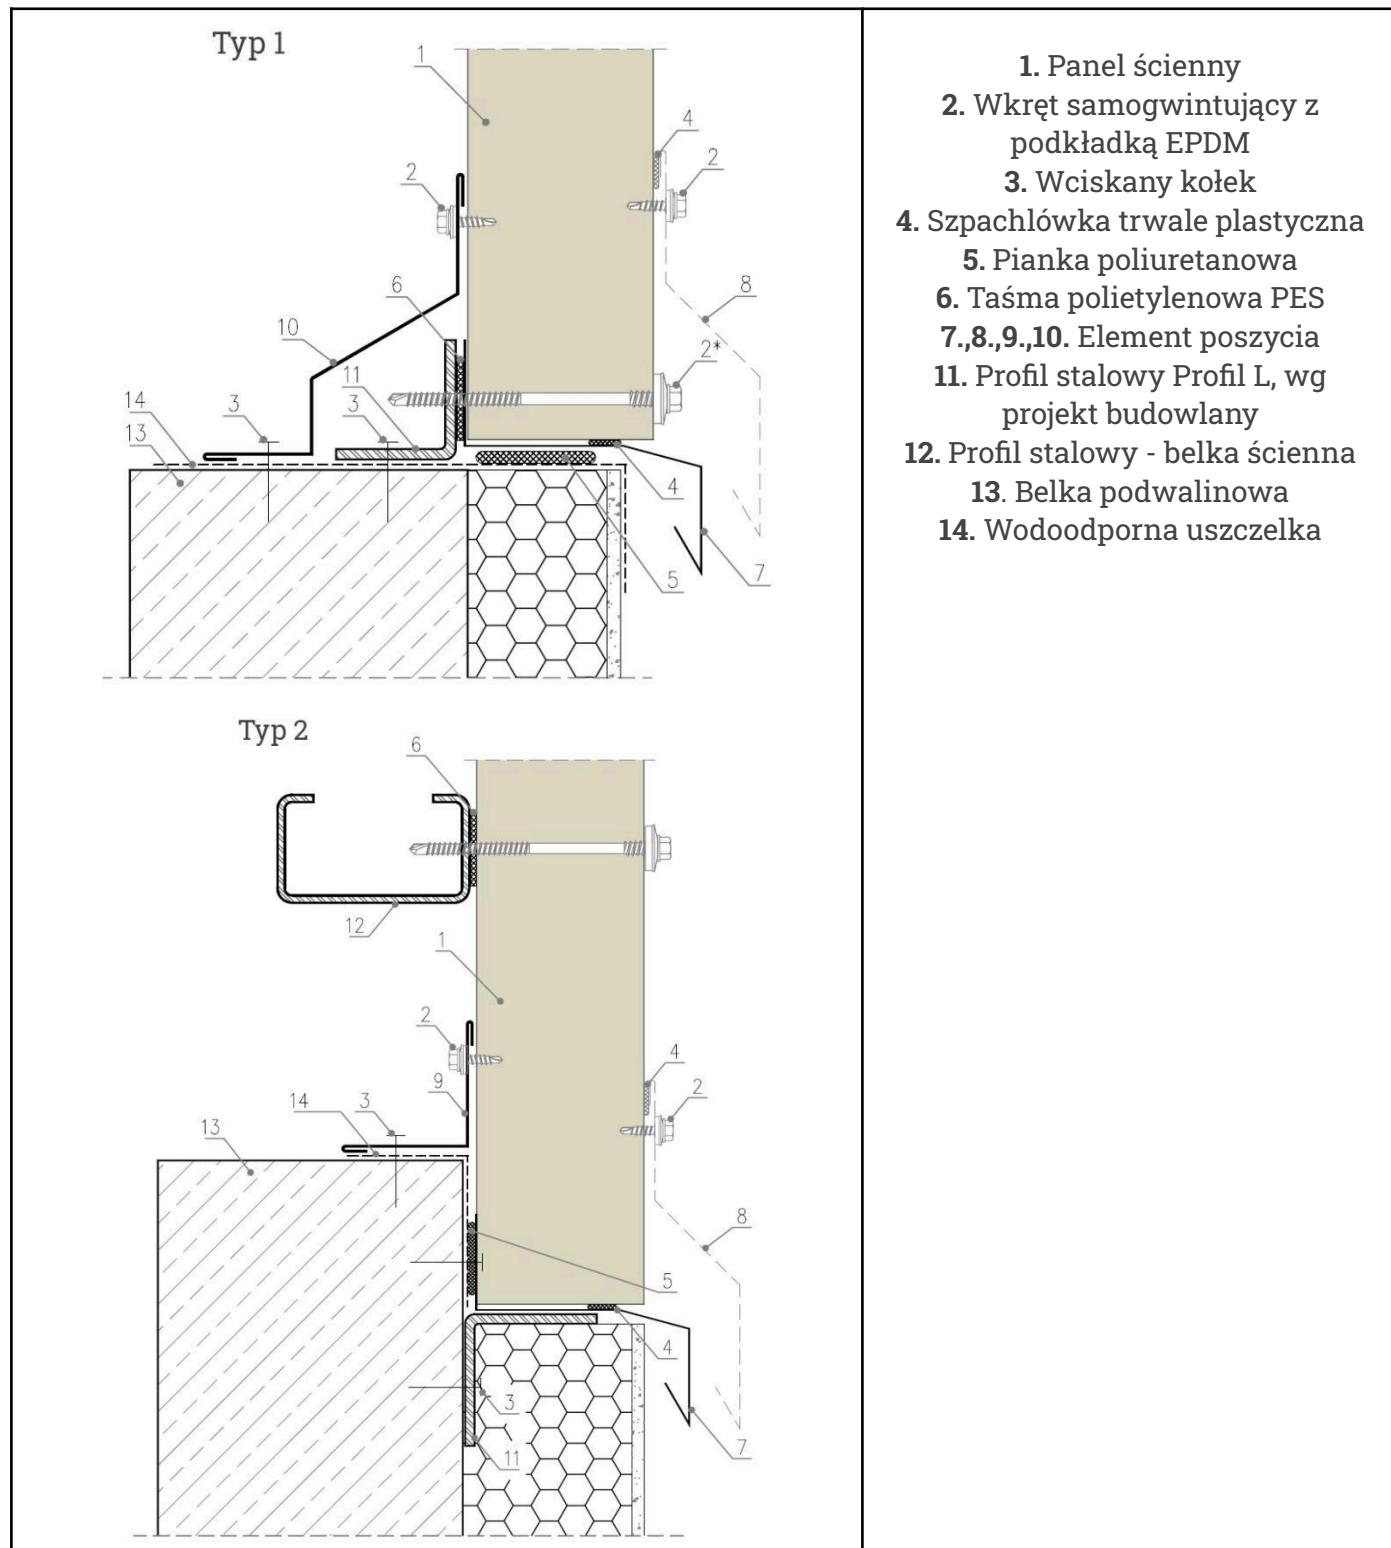 Typ 1
1
4
2
2
6
8
10
2*
11
14
3
3
13
4
5
7
Typ 2
6
12
1
2
4
9
2
14
3
13
8
5
4
3
7
11
1. Panel ścienny
2. Wkręt samogwintujący z
podkładką EPDM
3. Wciskany kołek
4. Szpachlówka trwale plastyczna
5. Pianka poliuretanowa
6. Taśma polietylenowa PES
7.,8.,9.,10. Element poszycia
11. Profil stalowy Profil L, wg
projekt budowlany
12. Profil stalowy - belka ścienna
13. Belka podwalinowa
14. Wodoodporna uszczelka